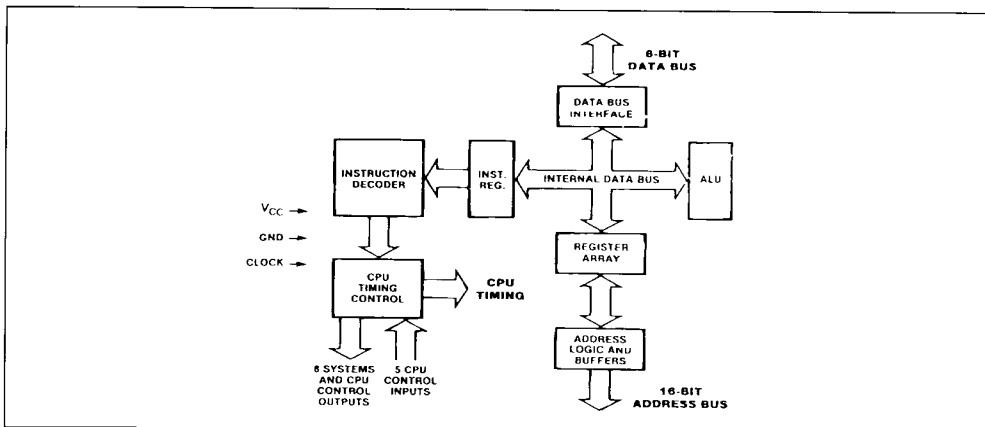 8-BIT
DATA BUS
DATA BUS
INTERFACE
INSTRUCTION
DECODER
INST.
REG.
INTERNAL DATA BUS
ALU
VCC
GND
CLOCK
REGISTER
ARRAY
CPU
TIMING
CONTROL
CPU
TIMING
ADDRESS
LOGIC AND
BUFFERS
8 SYSTEMS
AND CPU
CONTROL
OUTPUTS
5 CPU
CONTROL
INPUTS
16-BIT
ADDRESS BUS